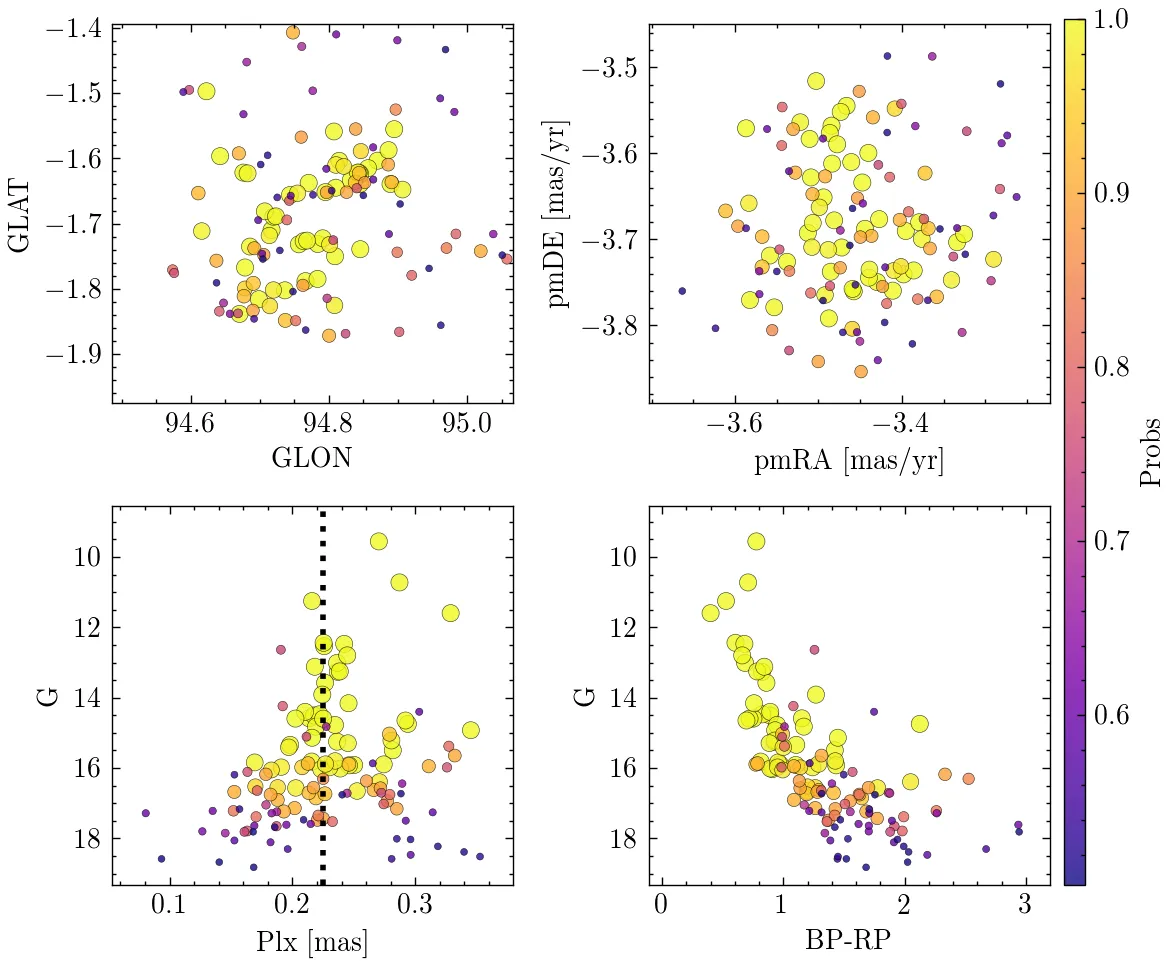 −1.4
−1.5
−1.6
−1.7
−1.8
−1.9
GLAT
94.6 94.8 95.0
GLON
−3.5
−3.6
−3.7
−3.8
pmDE [mas/yr]
−3.6 −3.4
pmRA [mas/yr]
10
12
14
16
18
G
0.1 0.2 0.3
Plx [mas]
10
12
14
16
18
G
0 1 2 3
BP-RP
1.0
0.9
0.8
0.7
0.6
Probs